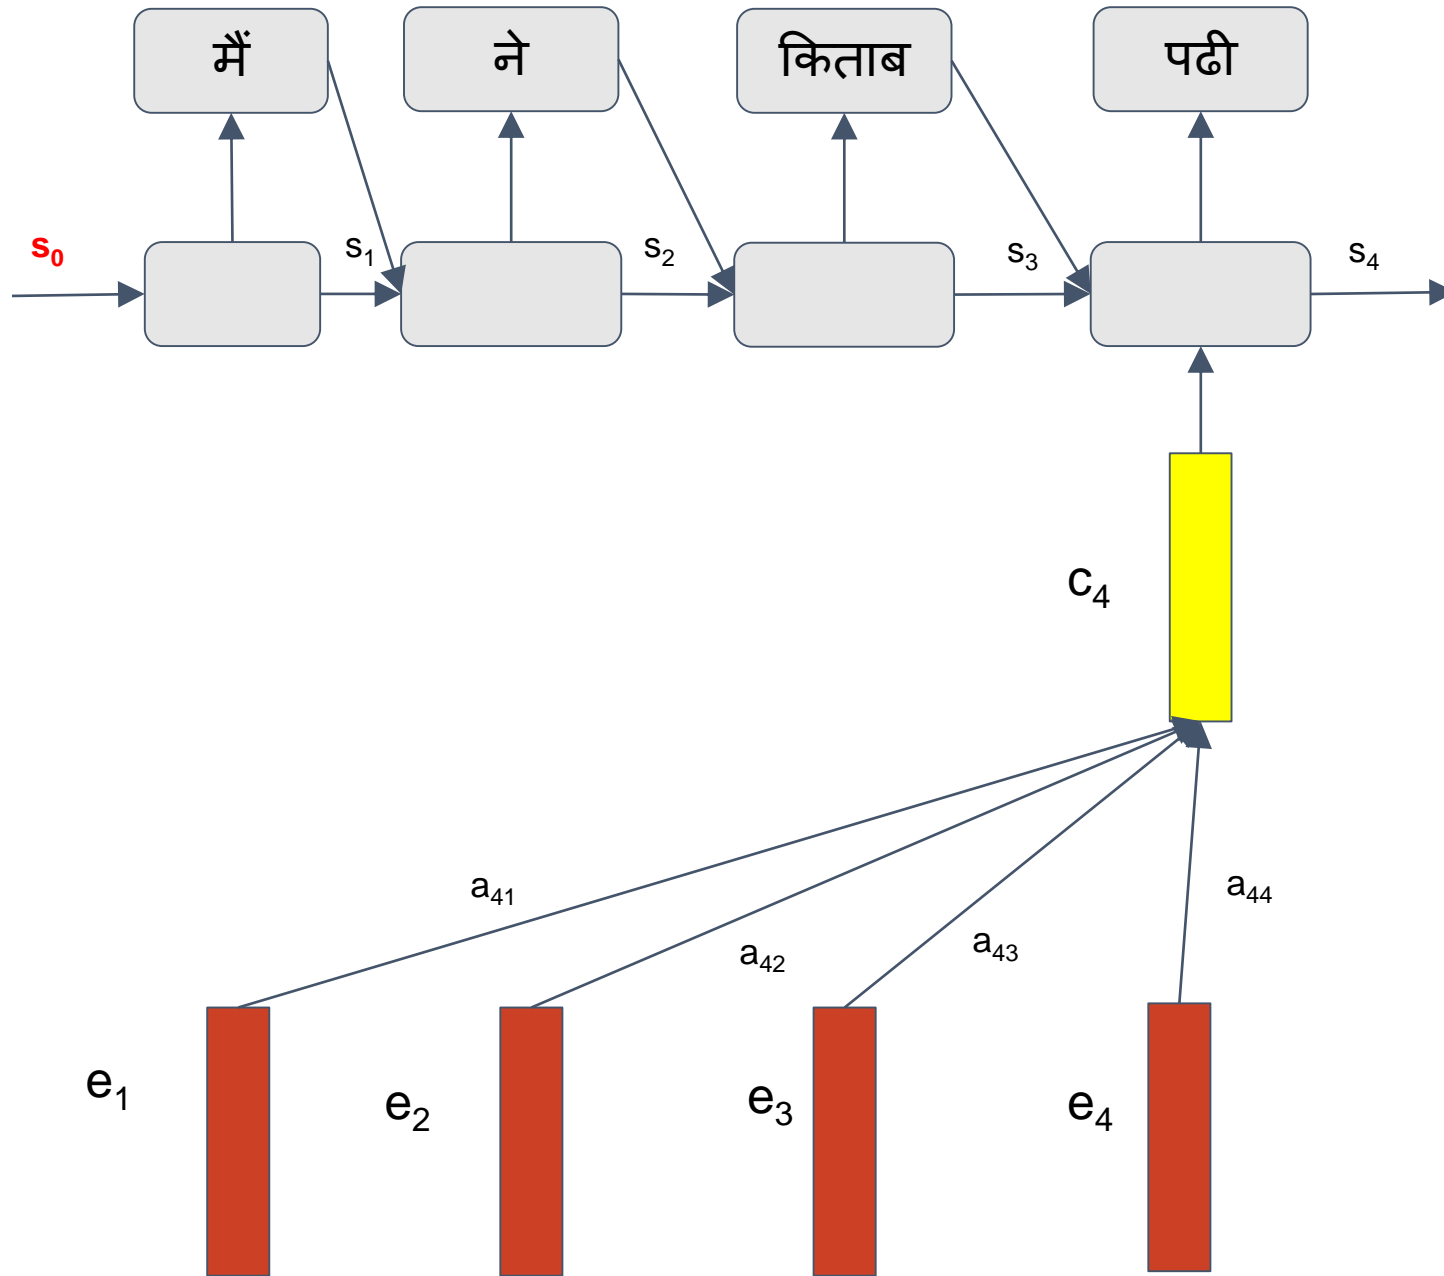 मैं ने किताब पढी
s₀ s₁ s₂ s₃ s₄
c₄
a₄₁ a₄₂ a₄₃ a₄₄
e₁ e₂ e₃ e₄